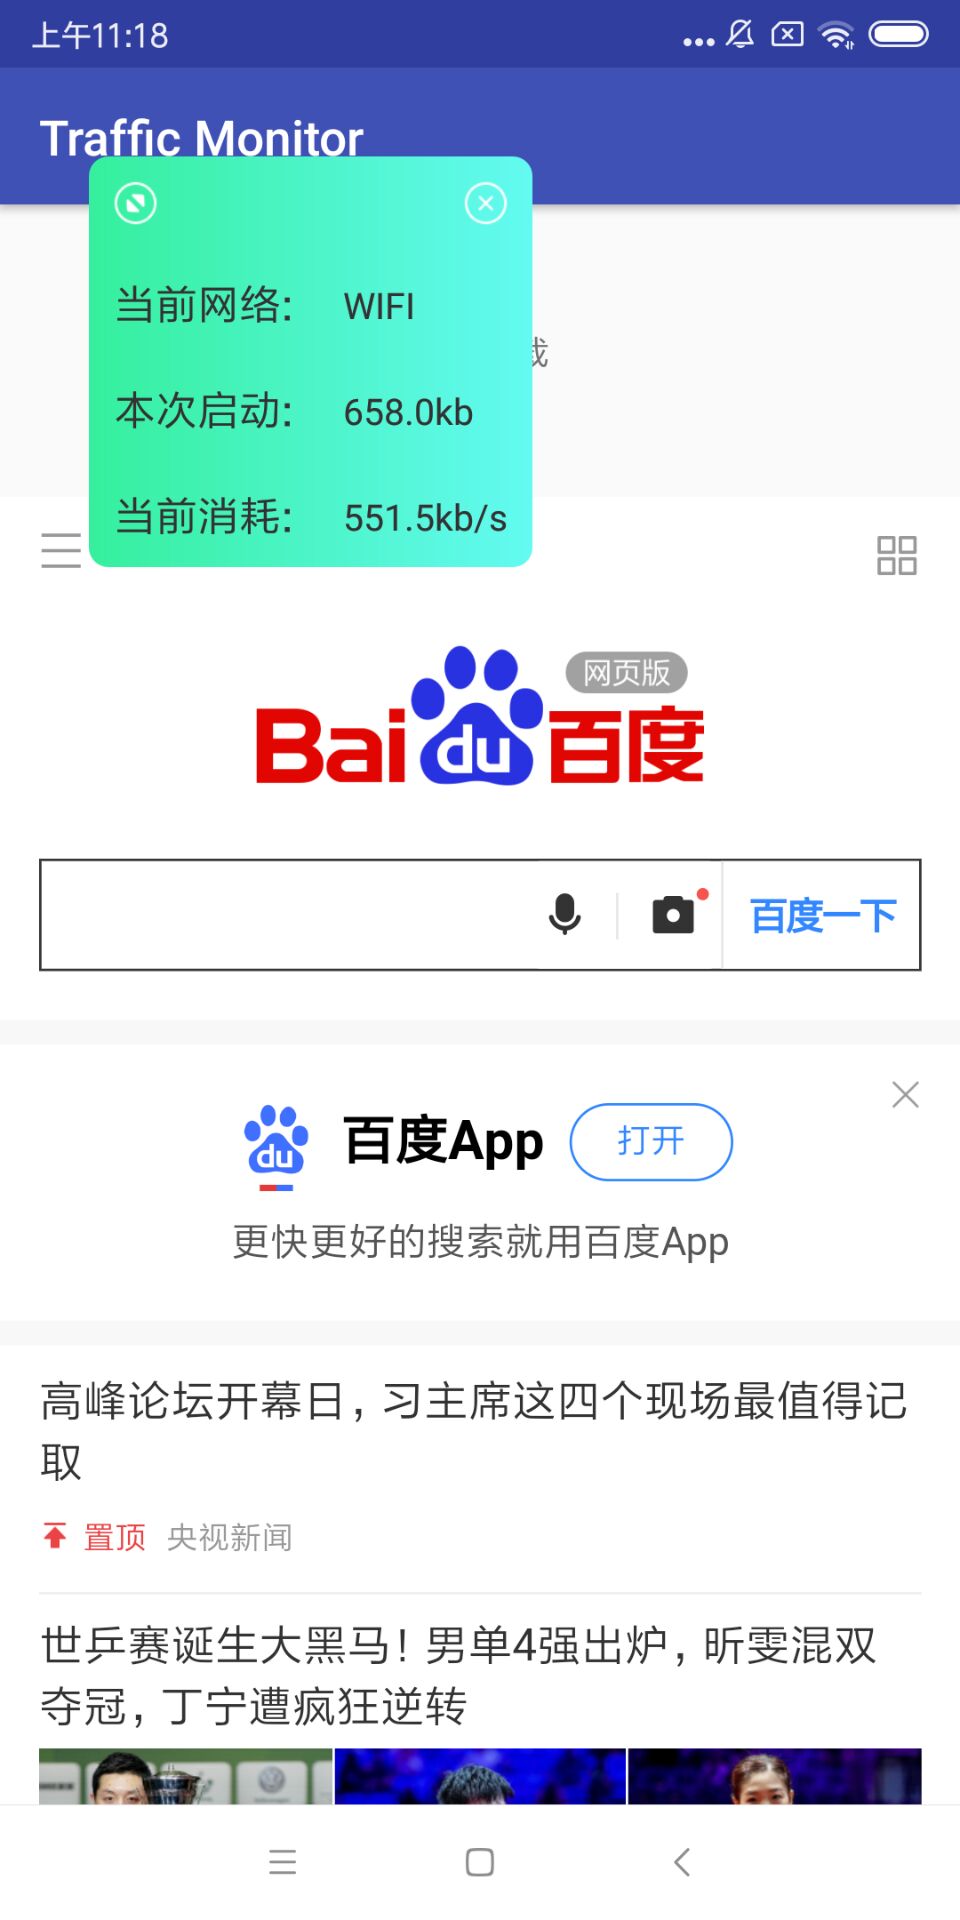 上午11:18
Traffic Monitor
当前网络: WIFI
载
本次启动: 658.0kb
当前消耗: 551.5kb/s
网页版
Bai du 百度
百度一下
du 百度App 打开
更快更好的搜索就用百度App
高峰论坛开幕日，习主席这四个现场最值得记
取
置顶 央视新闻
世乒赛诞生大黑马！男单4强出炉，昕雯混双
夺冠，丁宁遭疯狂逆转